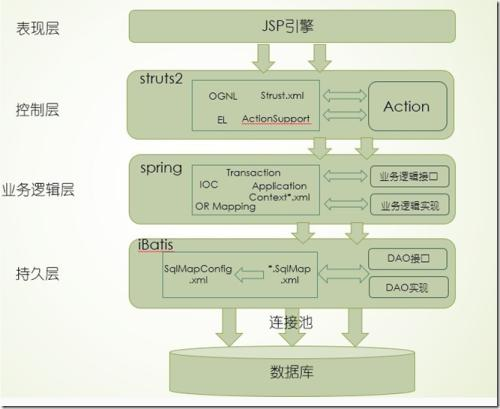 表现层
JSP引擎
struts2
控制层
OGNL
Strust.xml
EL
ActionSupport
Action
spring
业务逻辑层
Transaction
IOC
Application
Context*.xml
OR Mapping
业务逻辑接口
业务逻辑实现
iBatis
持久层
SqlMapConfig
.xml
*.SqlMap
.xml
DAO接口
DAO实现
连接池
数据库